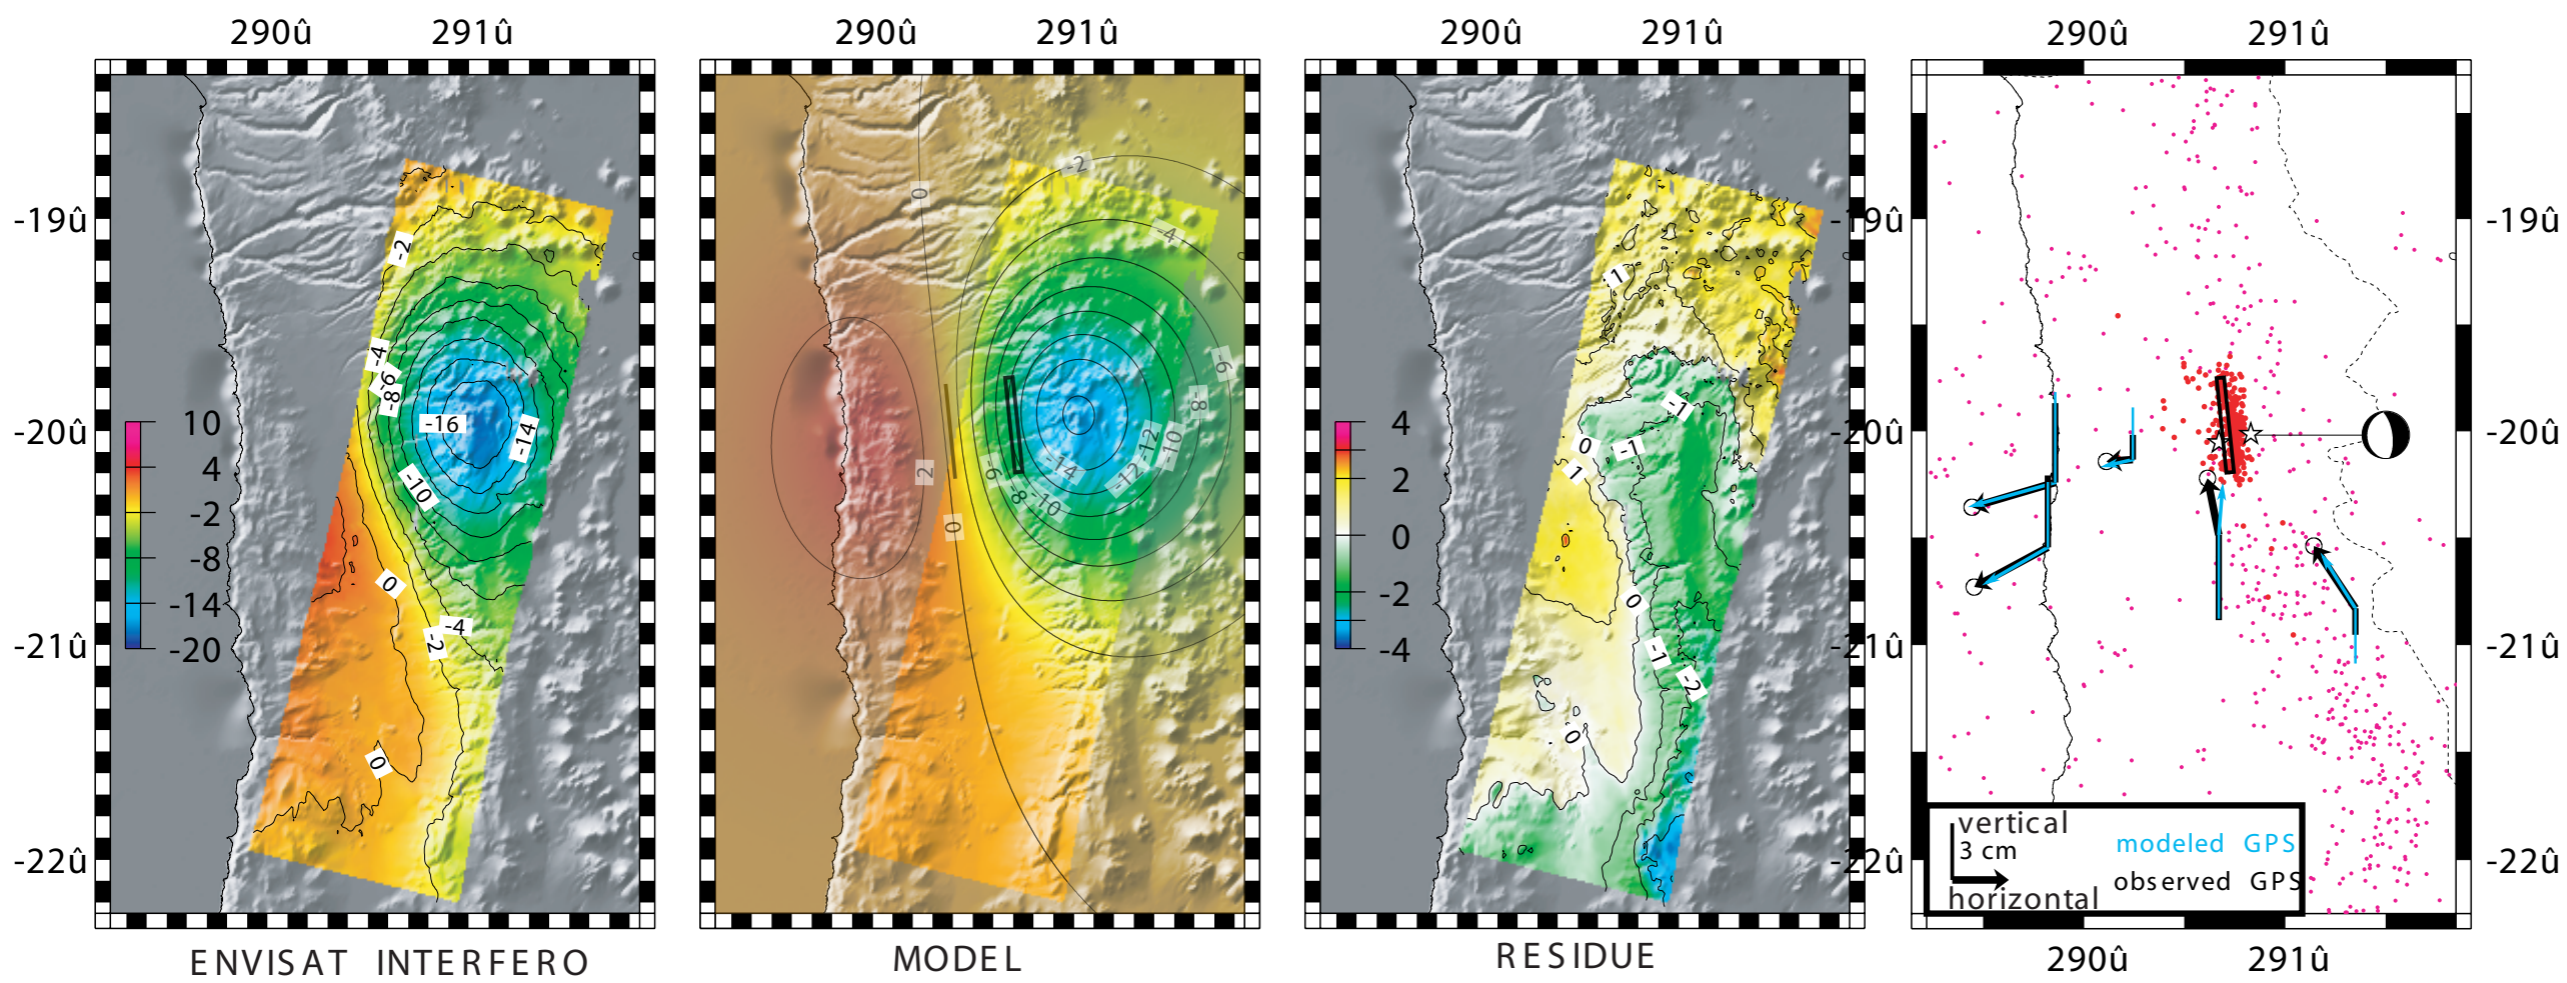 290û 291û 290û 291û 290û 291û 290û 291û
-19û
-20û
-21û
-22û
10
4
-2
-8
-14
-20
-2
-4
-6
-8
-16
-14
-10
0
-4
-2
0
ENVISAT INTERFERO
-2
0
-4
-6
-8
2
-6
-8
-10
-14
-12
-12
-10
0
MODEL
4
2
0
-2
-4
1
-1
0
-1
1
0
-1
-2
0
RESIDUE
-19û
-20û
-21û
-22û
-19û
-20û
-21û
-22û
vertical
3 cm
horizontal
modeled GPS
observed GPS
290û 291û